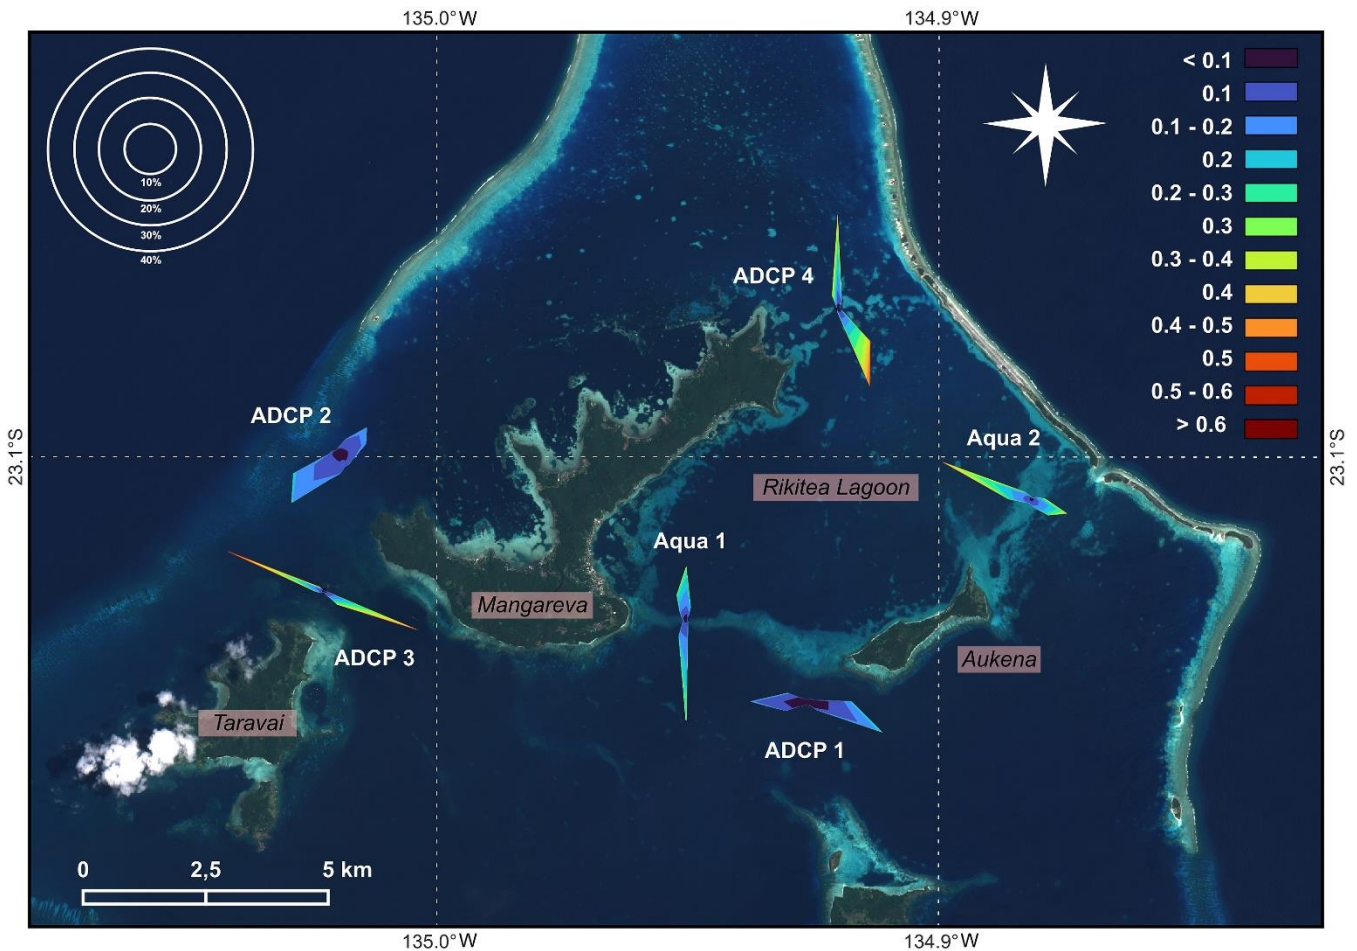 135.0°W
134.9°W
10%
20%
30%
40%
< 0.1
0.1
0.1 - 0.2
0.2
0.2 - 0.3
0.3
0.3 - 0.4
0.4
0.4 - 0.5
0.5
0.5 - 0.6
> 0.6
ADCP 4
ADCP 2
Aqua 2
23.1°S
23.1°S
Rikitea Lagoon
Aqua 1
Mangareva
ADCP 3
Aukena
Taravai
ADCP 1
0
2,5
5 km
135.0°W
134.9°W